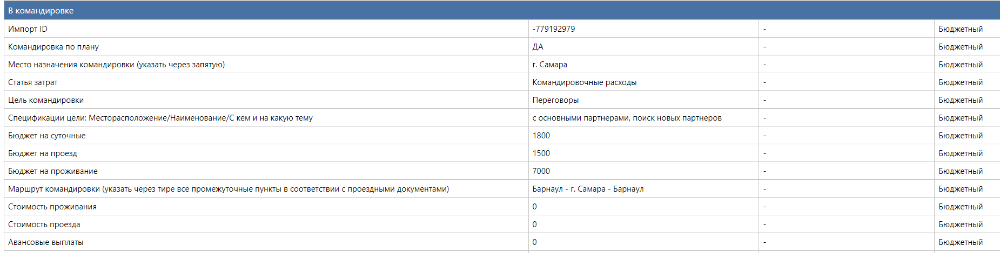 В командировке
Импорт ID -779192979 - Бюджетный
Командировка по плану ДА - Бюджетный
Место назначения командировки (указать через запятую) г. Самара - Бюджетный
Статья затрат Командировочные расходы - Бюджетный
Цель командировки Переговоры - Бюджетный
Спецификации цели: Месторасположение/Наименование/С кем и на какую тему с основными партнерами, поиск новых партнеров - Бюджетный
Бюджет на суточные 1800 - Бюджетный
Бюджет на проезд 1500 - Бюджетный
Бюджет на проживание 7000 - Бюджетный
Маршрут командировки (указать через тире все промежуточные пункты в соответствии с проездными документами) Барнаул - г. Самара - Барнаул - Бюджетный
Стоимость проживания 0 - Бюджетный
Стоимость проезда 0 - Бюджетный
Авансовые выплаты 0 - Бюджетный